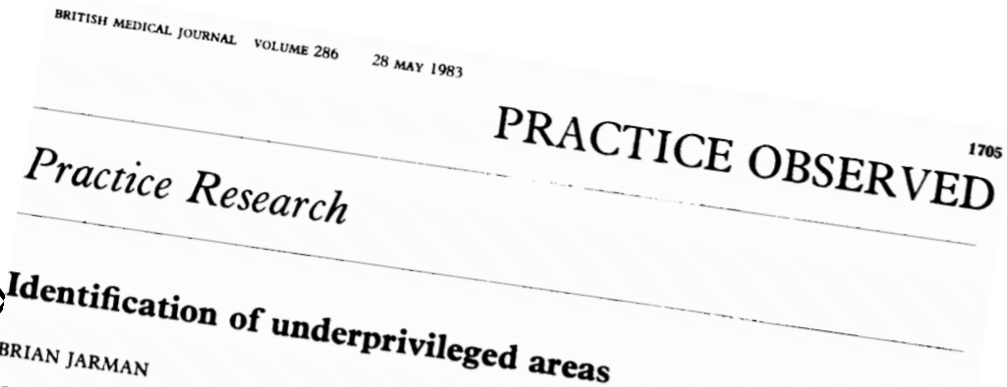 BRITISH MEDICAL JOURNAL VOLUME 286 28 MAY 1983
1705
PRACTICE OBSERVED
Practice Research
Identification of underprivileged areas
BRIAN JARMAN